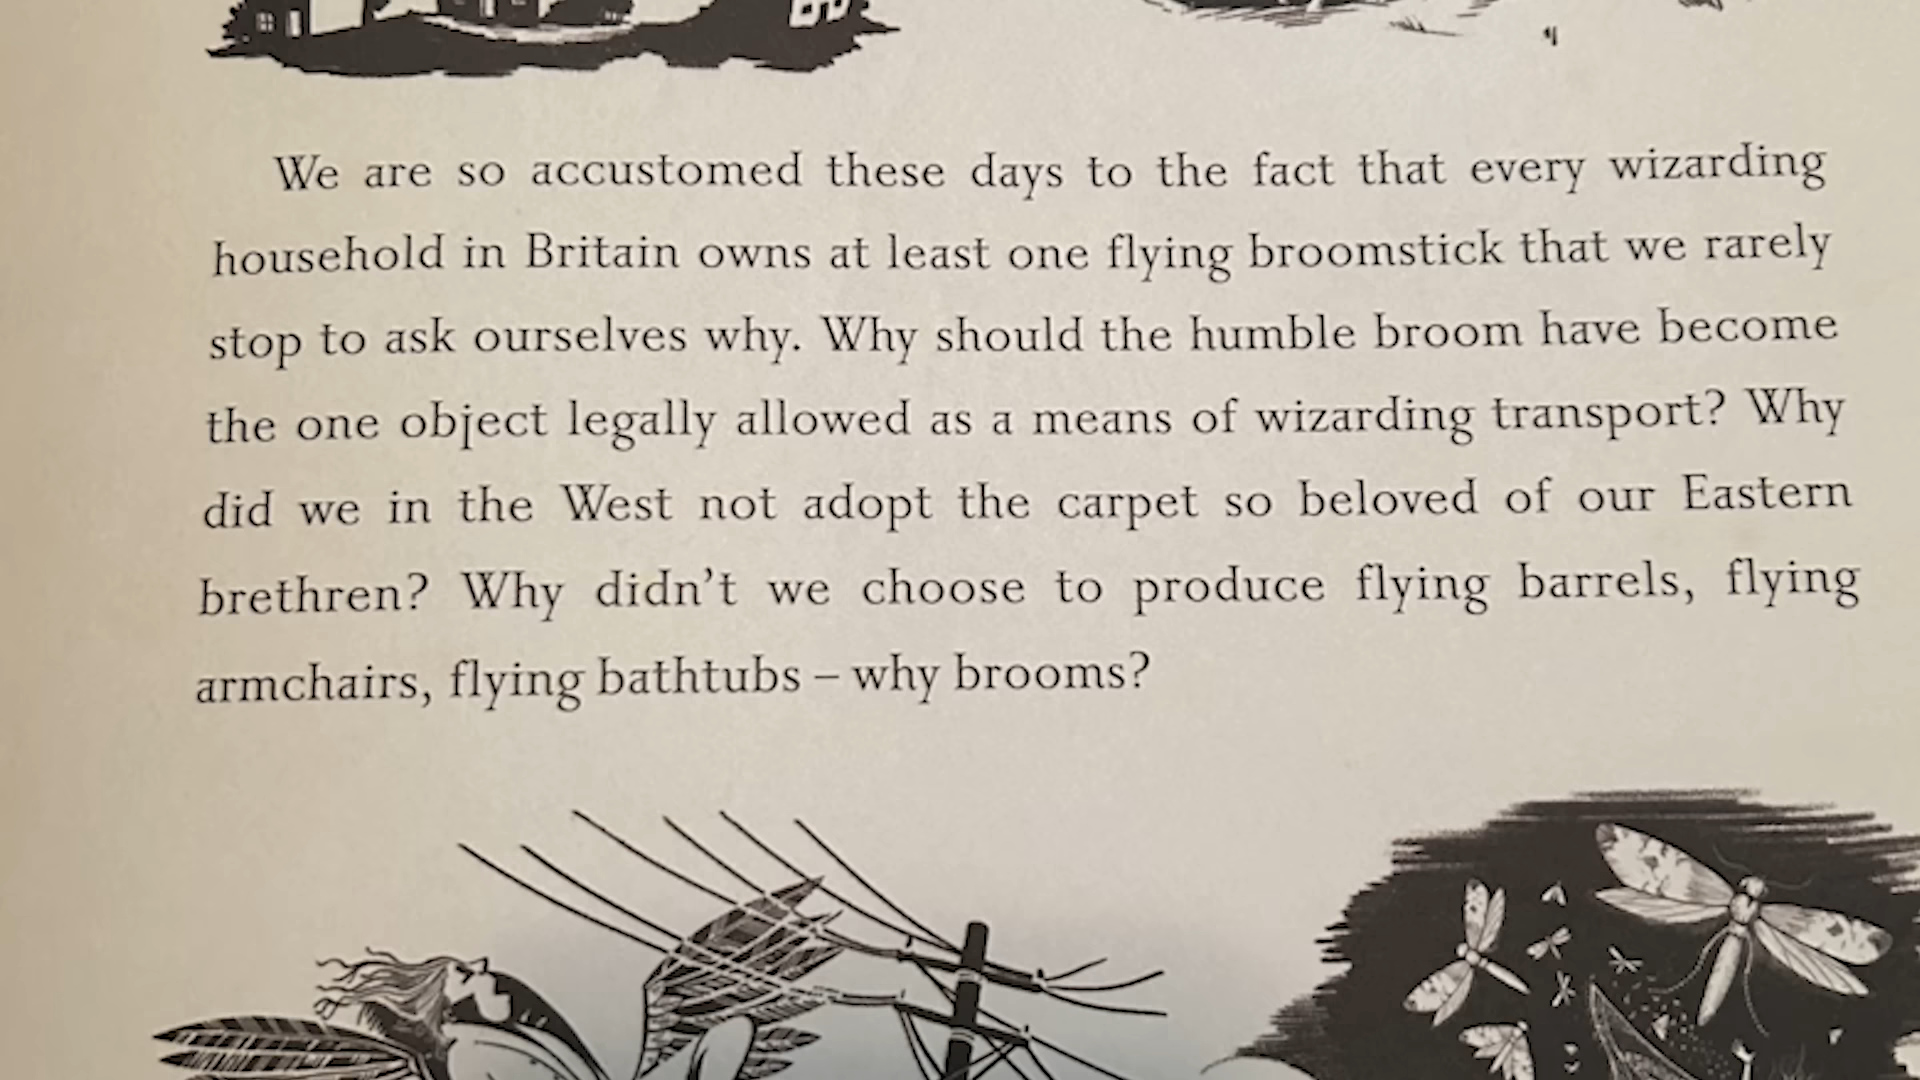 We are so accustomed these days to the fact that every wizarding
household in Britain owns at least one flying broomstick that we rarely
stop to ask ourselves why. Why should the humble broom have become
the one object legally allowed as a means of wizarding transport? Why
did we in the West not adopt the carpet so beloved of our Eastern
brethren? Why didn’t we choose to produce flying barrels, flying
armchairs, flying bathtubs – why brooms?